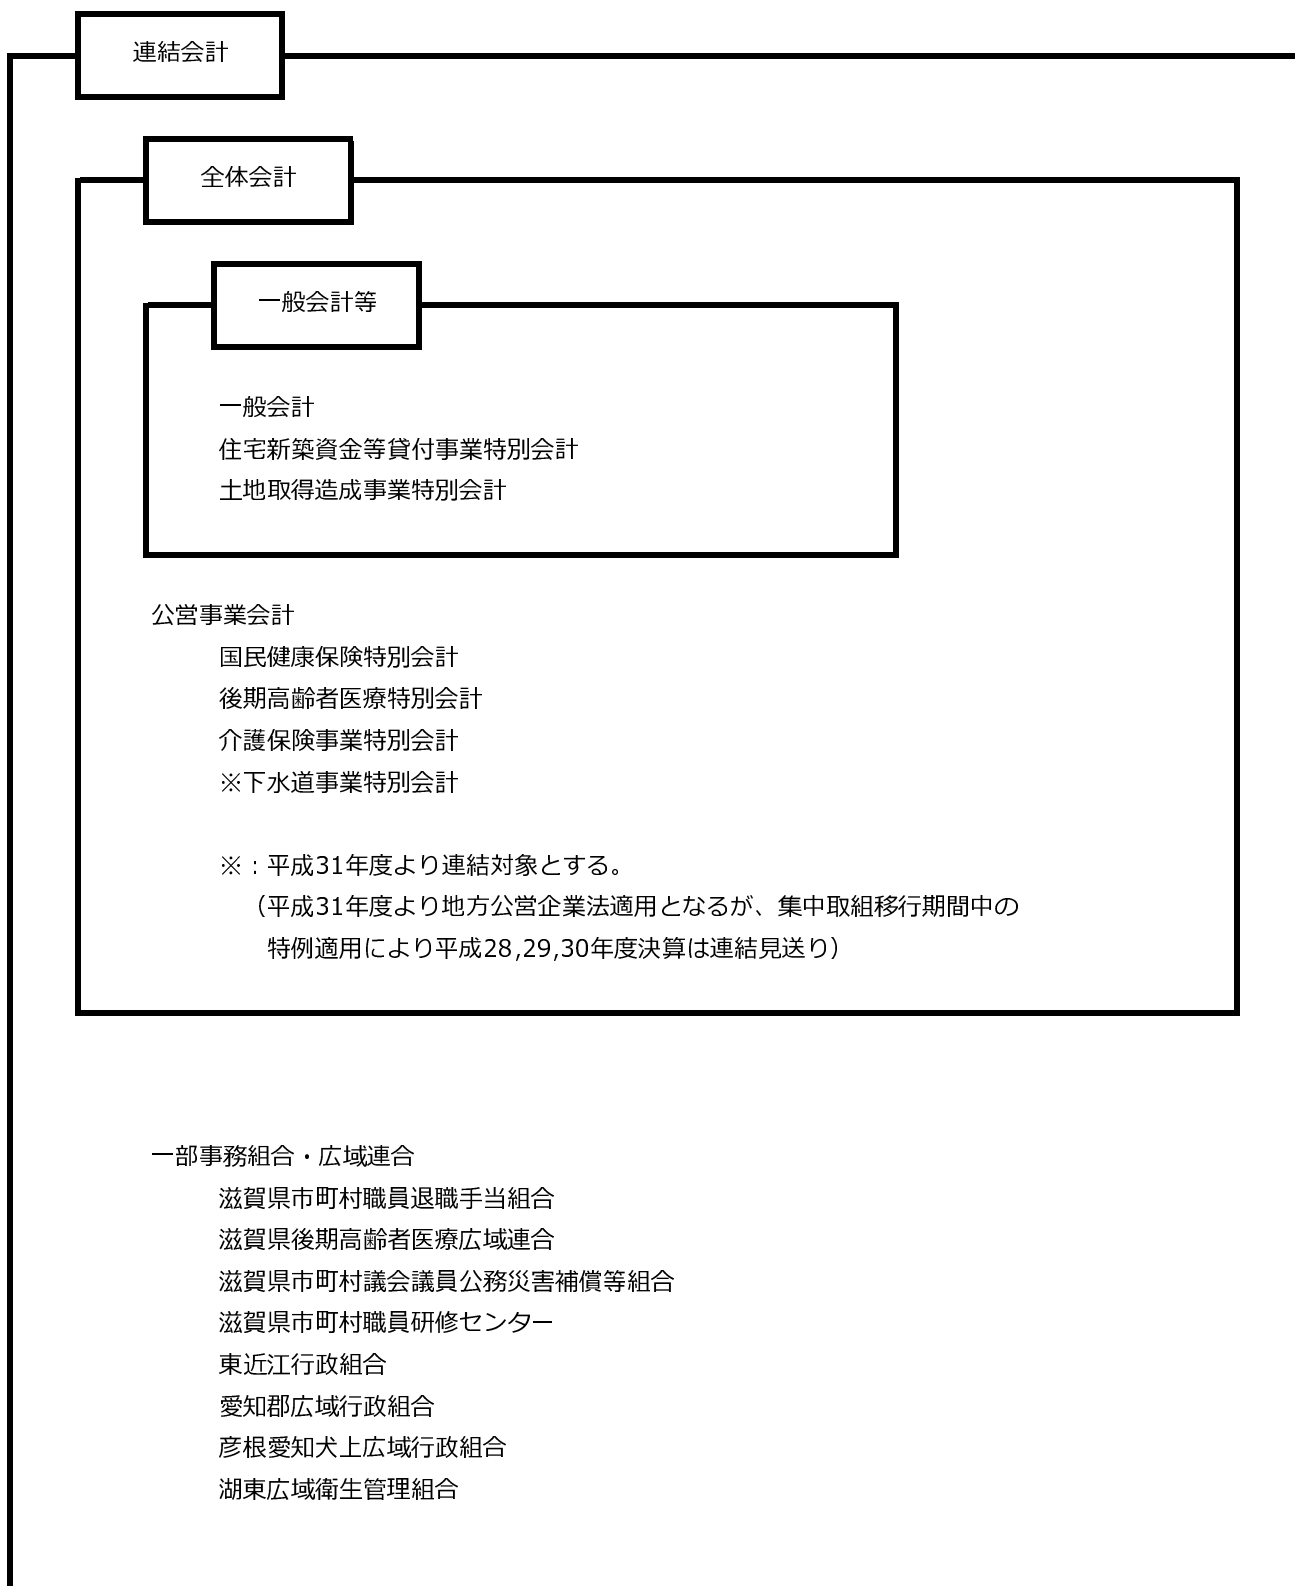 連結会計
全体会計
一般会計等
一般会計
住宅新築資金等貸付事業特別会計
土地取得造成事業特別会計
公営事業会計
国民健康保険特別会計
後期高齢者医療特別会計
介護保険事業特別会計
※下水道事業特別会計
※：平成31年度より連結対象とする。
（平成31年度より地方公営企業法適用となるが、集中取組移行期間中の
特例適用により平成28,29,30年度決算は連結見送り）
一部事務組合・広域連合
滋賀県市町村職員退職手当組合
滋賀県後期高齢者医療広域連合
滋賀県市町村議会議員公務災害補償等組合
滋賀県市町村職員研修センター
東近江行政組合
愛知郡広域行政組合
彦根愛知犬上広域行政組合
湖東広域衛生管理組合